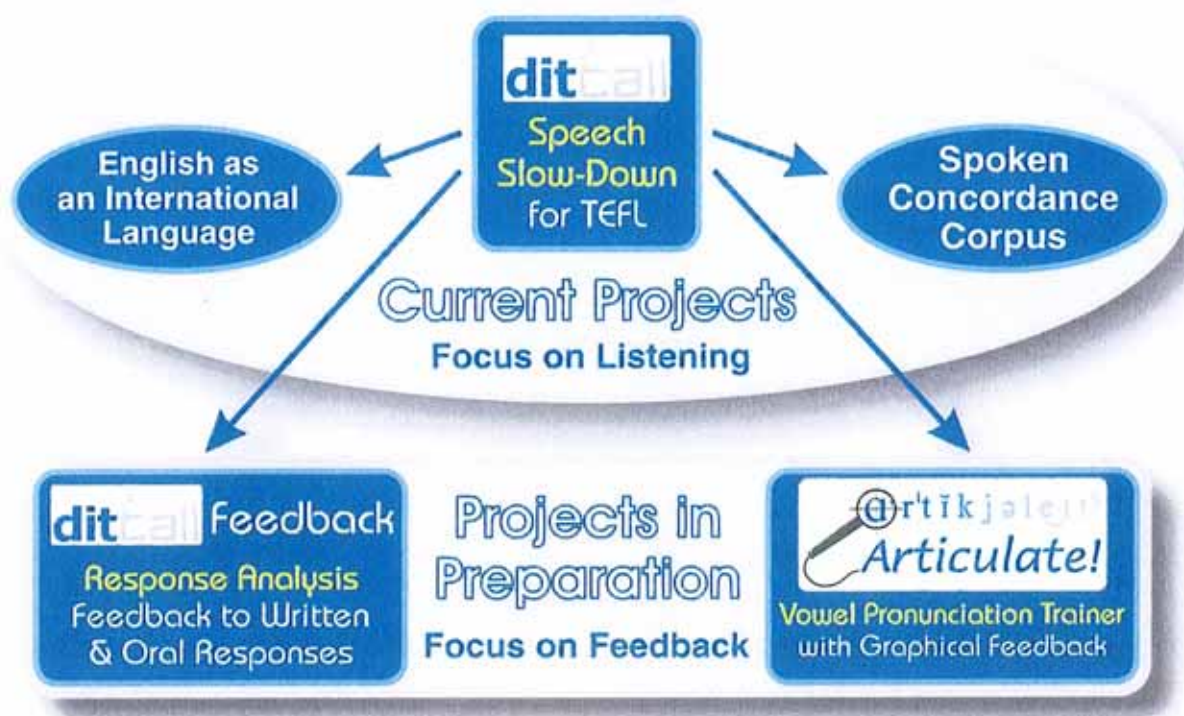 ditcall
Speech
Slow-Down
for TEFL
English as
an International
Language
Spoken
Concordance
Corpus
Current Projects
Focus on Listening
ditcall Feedback
Response Analysis
Feedback to Written
& Oral Responses
Projects in
Preparation
Focus on Feedback
Articulate!
Vowel Pronunciation Trainer
with Graphical Feedback